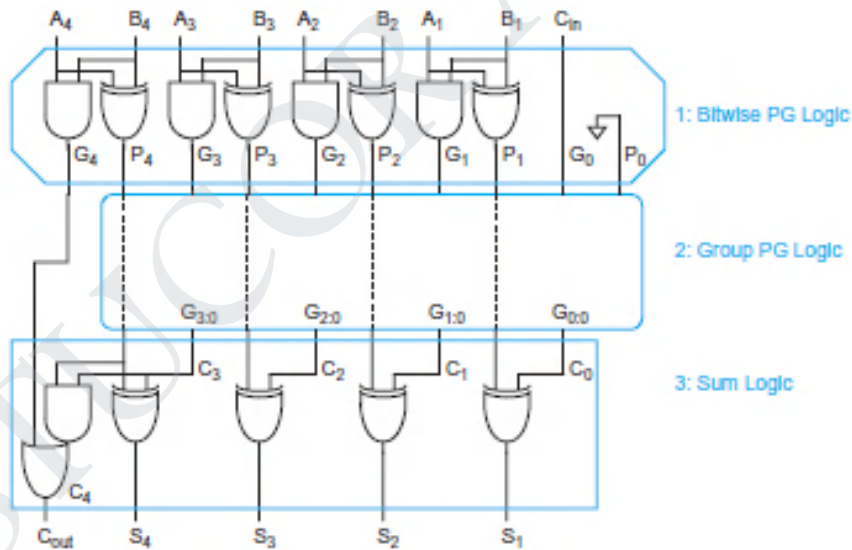 A4 B4 A3 B3 A2 B2 A1 B1 Cin
1: Bitwise PG Logic
G4 P4 G3 P3 G2 P2 G1 P1 G0 P0
2: Group PG Logic
G3:0 G2:0 G1:0 G0:0
C3 C2 C1 C0
3: Sum Logic
C4
Cout S4 S3 S2 S1
STUCOR